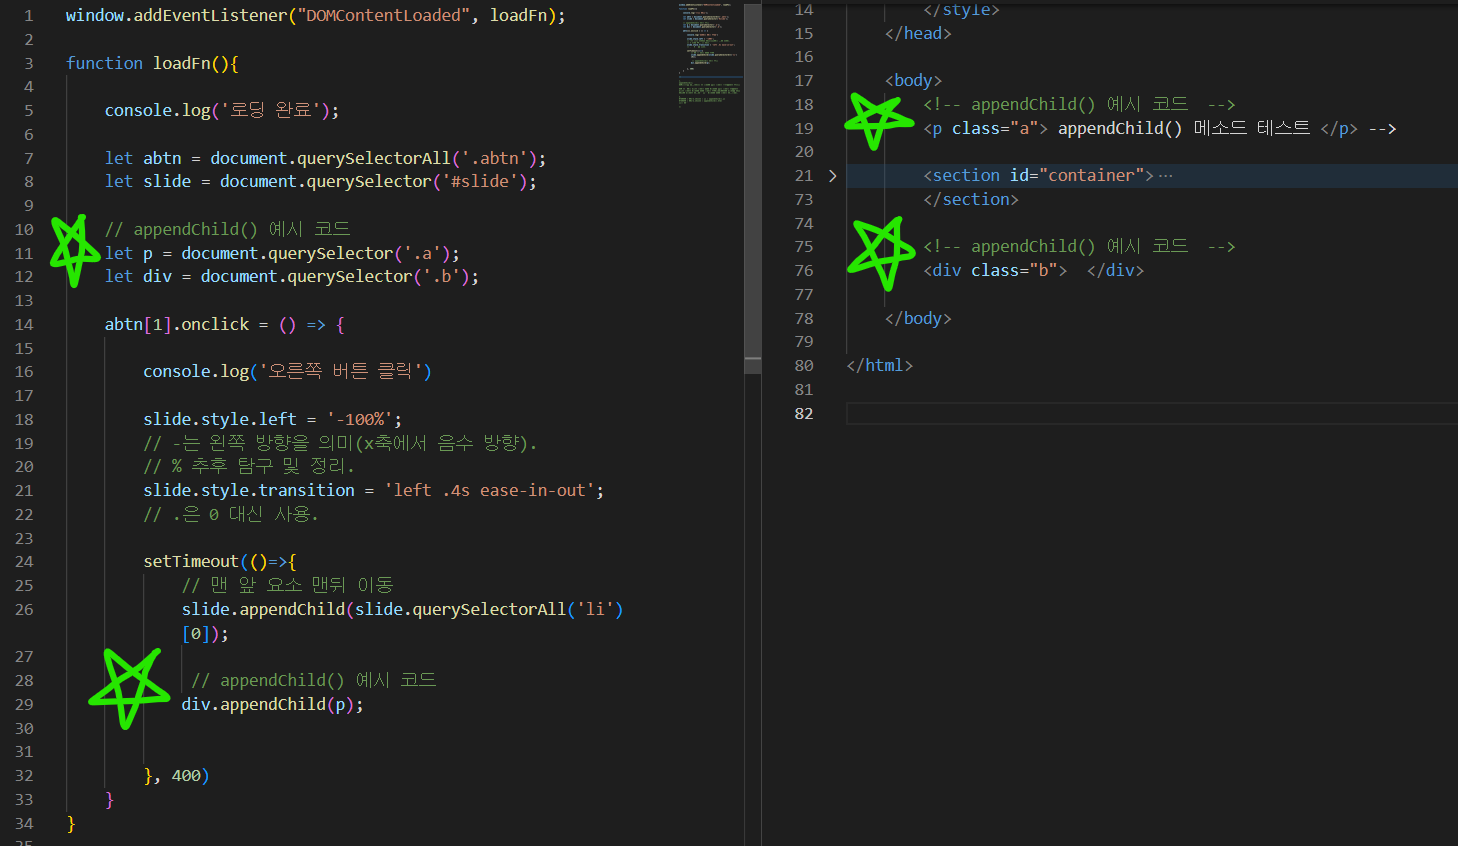 1 window.addEventListener("DOMContentLoaded", loadFn);
2
3 function loadFn(){
4
5 console.log('로딩 완료');
6
7 let abtn = document.querySelectorAll('.abtn');
8 let slide = document.querySelector('#slide');
9
10 // appendChild() 예시 코드
11 let p = document.querySelector('.a');
12 let div = document.querySelector('.b');
13
14 abtn[1].onclick = () => {
15
16 console.log('오른쪽 버튼 클릭')
17
18 slide.style.left = '-100%';
19 // -는 왼쪽 방향을 의미(x축에서 음수 방향).
20 // % 추후 탐구 및 정리.
21 slide.style.transition = 'left .4s ease-in-out';
22 // .은 0 대신 사용.
23
24 setTimeout(()=>{
25 // 맨 앞 요소 맨뒤 이동
26 slide.appendChild(slide.querySelectorAll('li')
[0]);
27
28 // appendChild() 예시 코드
29 div.appendChild(p);
30
31
32 }, 400)
33 }
34 }
35
14 </style>
15 </head>
16
17 <body>
18 <!-- appendChild() 예시 코드  -->
19 <p class="a"> appendChild() 메소드 테스트 </p> -->
20
21 <section id="container">…
73 </section>
74
75 <!-- appendChild() 예시 코드  -->
76 <div class="b">  </div>
77
78 </body>
79
80 </html>
81
82